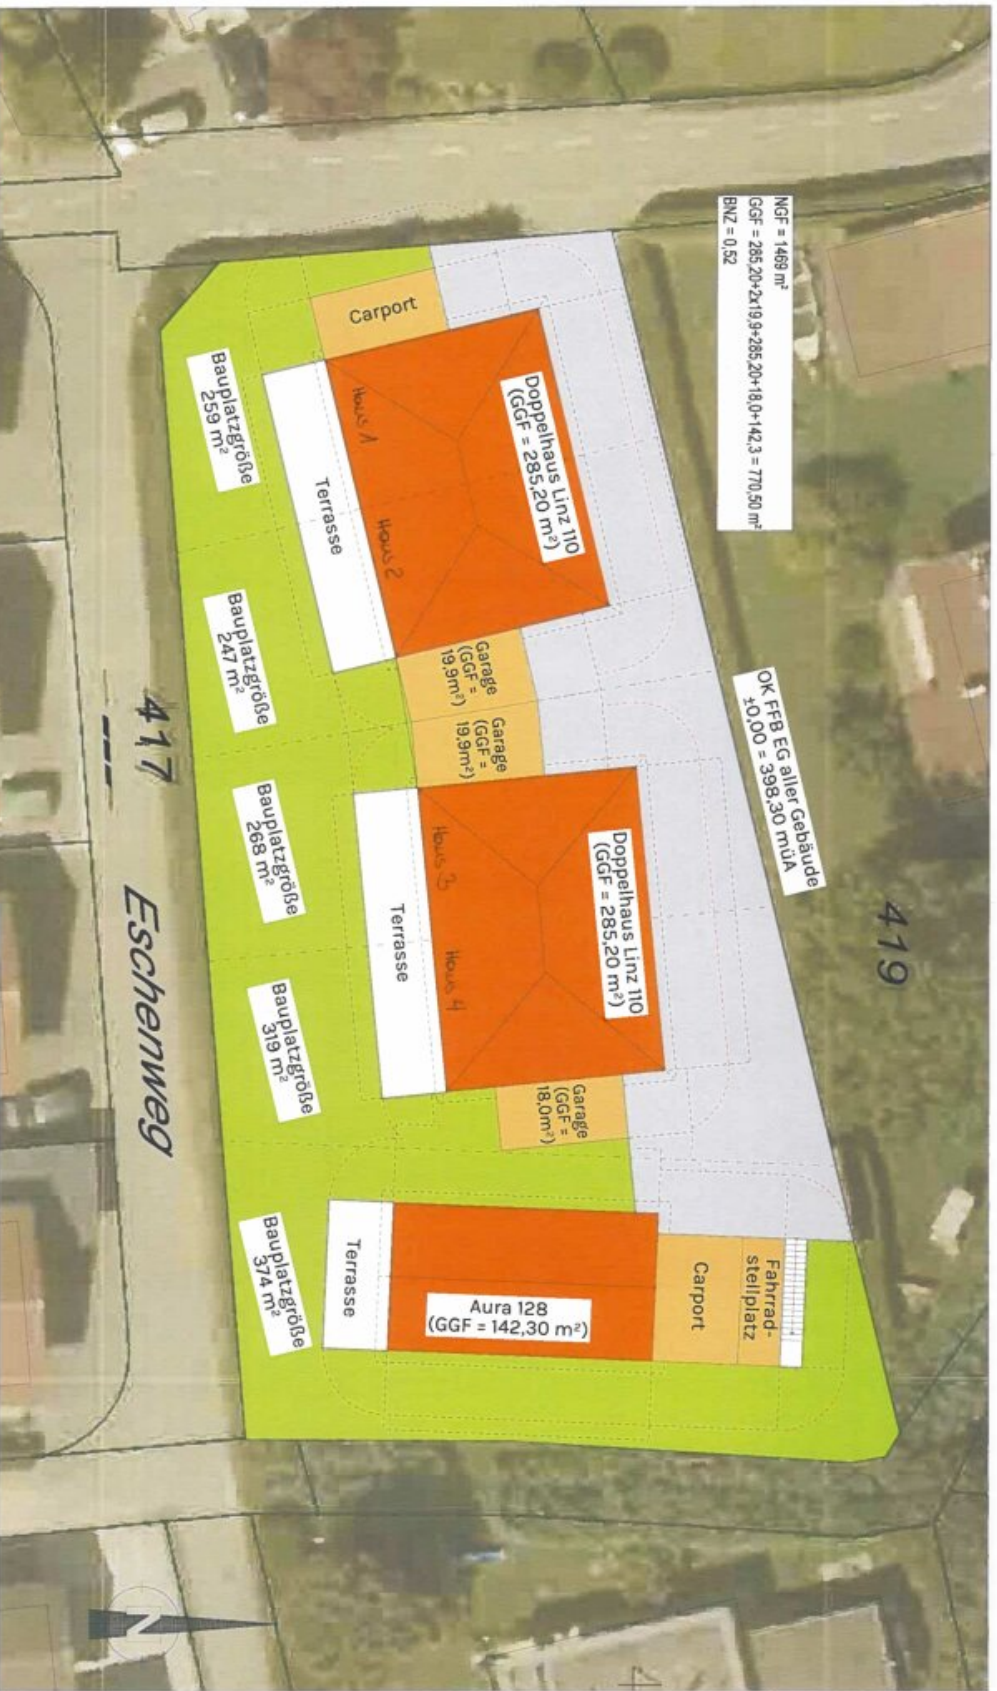 NGF = 1469 m²
GGF = 285,20+2x19,9+285,20+18,0+142,3 = 770,50 m²
BNZ = 0,52
OK FFB EG aller Gebäude
±0,00 = 398,30 müA
419
Carport
Doppelhaus Linz 110
(GGF = 285,20 m²)
Haus 1
Haus 2
Terrasse
Garage
(GGF =
19,9m²)
Garage
(GGF =
19,9m²)
Doppelhaus Linz 110
(GGF = 285,20 m²)
Haus 3
Haus 4
Terrasse
Garage
(GGF =
18,0m²)
Fahrrad-
stellplatz
Carport
Aura 128
(GGF = 142,30 m²)
Terrasse
Bauplatzgröße
259 m²
Bauplatzgröße
247 m²
Bauplatzgröße
268 m²
Bauplatzgröße
319 m²
Bauplatzgröße
374 m²
417
Eschenweg
N